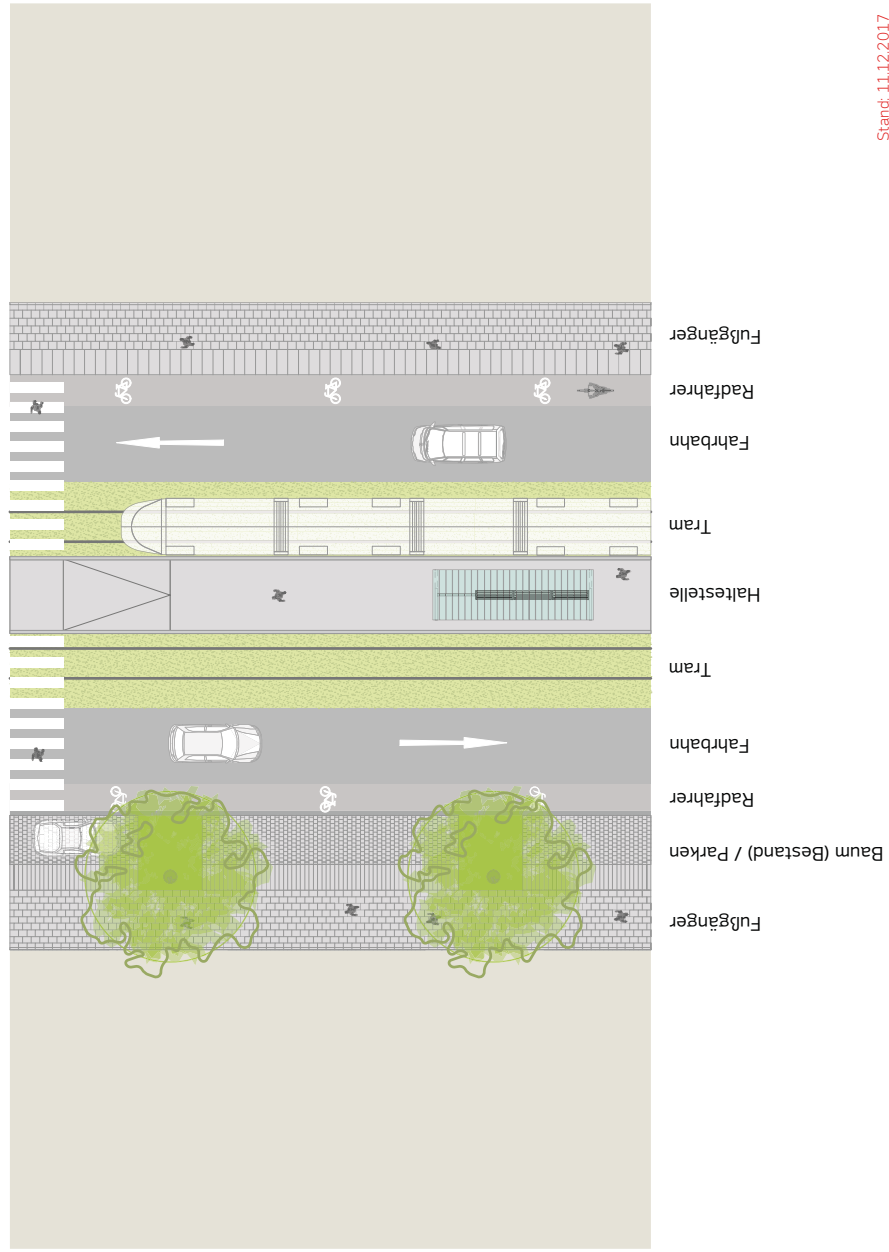 Stand: 11.12.2017
Fußgänger
Radfahrer
Fahrbahn
Tram
Haltestelle
Tram
Fahrbahn
Radfahrer
Baum (Bestand) / Parken
Fußgänger